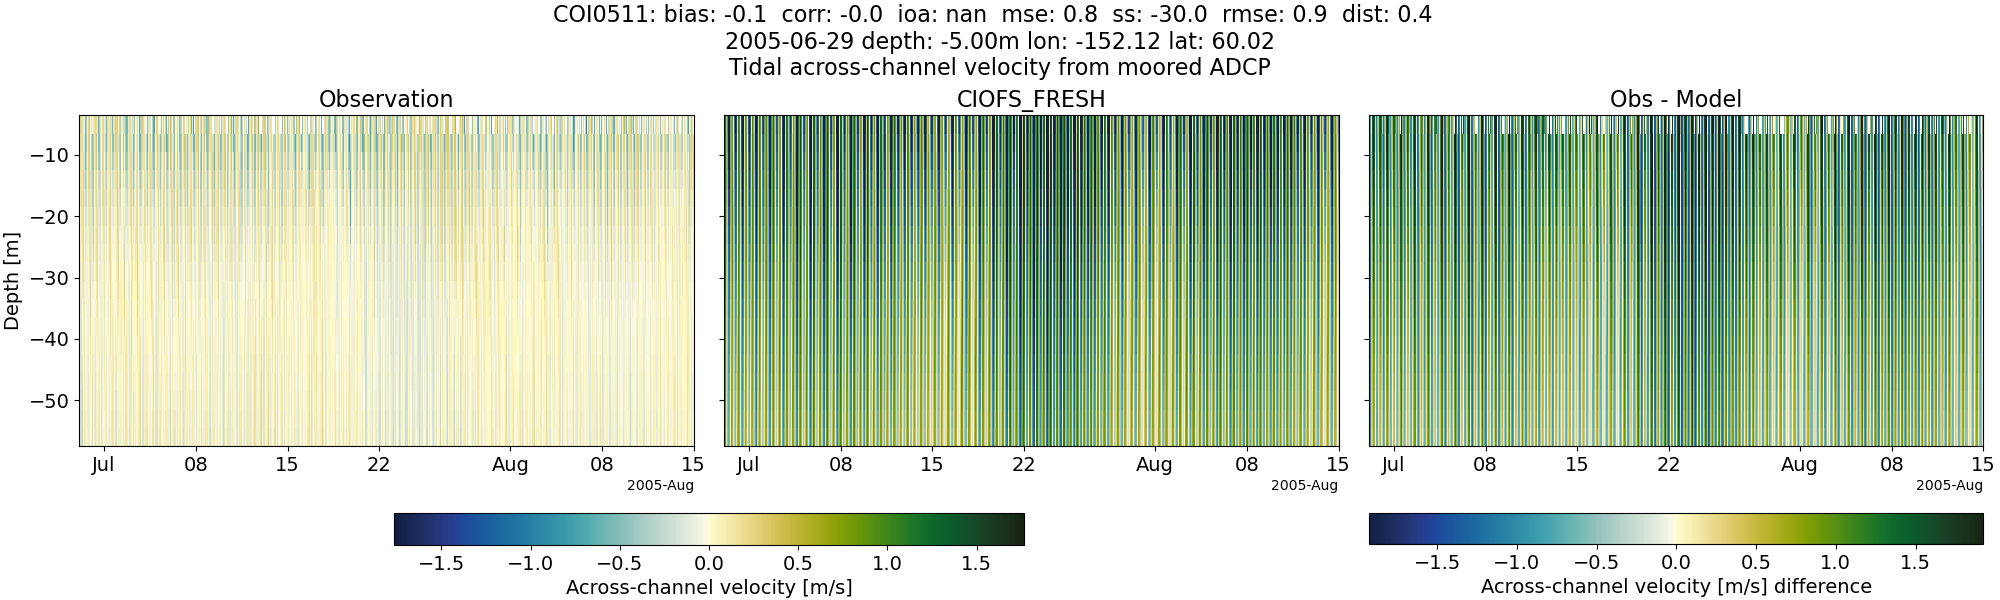 COI0511: bias: -0.1  corr: -0.0  ioa: nan  mse: 0.8  ss: -30.0  rmse: 0.9  dist: 0.4
2005-06-29 depth: -5.00m lon: -152.12 lat: 60.02
Tidal across-channel velocity from moored ADCP
Observation
CIOFS_FRESH
Obs - Model
Depth [m]
−10
−20
−30
−40
−50
Jul 08 15 22 Aug 08 15
2005-Aug
Jul 08 15 22 Aug 08 15
2005-Aug
Jul 08 15 22 Aug 08 15
2005-Aug
−1.5 −1.0 −0.5 0.0 0.5 1.0 1.5
Across-channel velocity [m/s]
−1.5 −1.0 −0.5 0.0 0.5 1.0 1.5
Across-channel velocity [m/s] difference